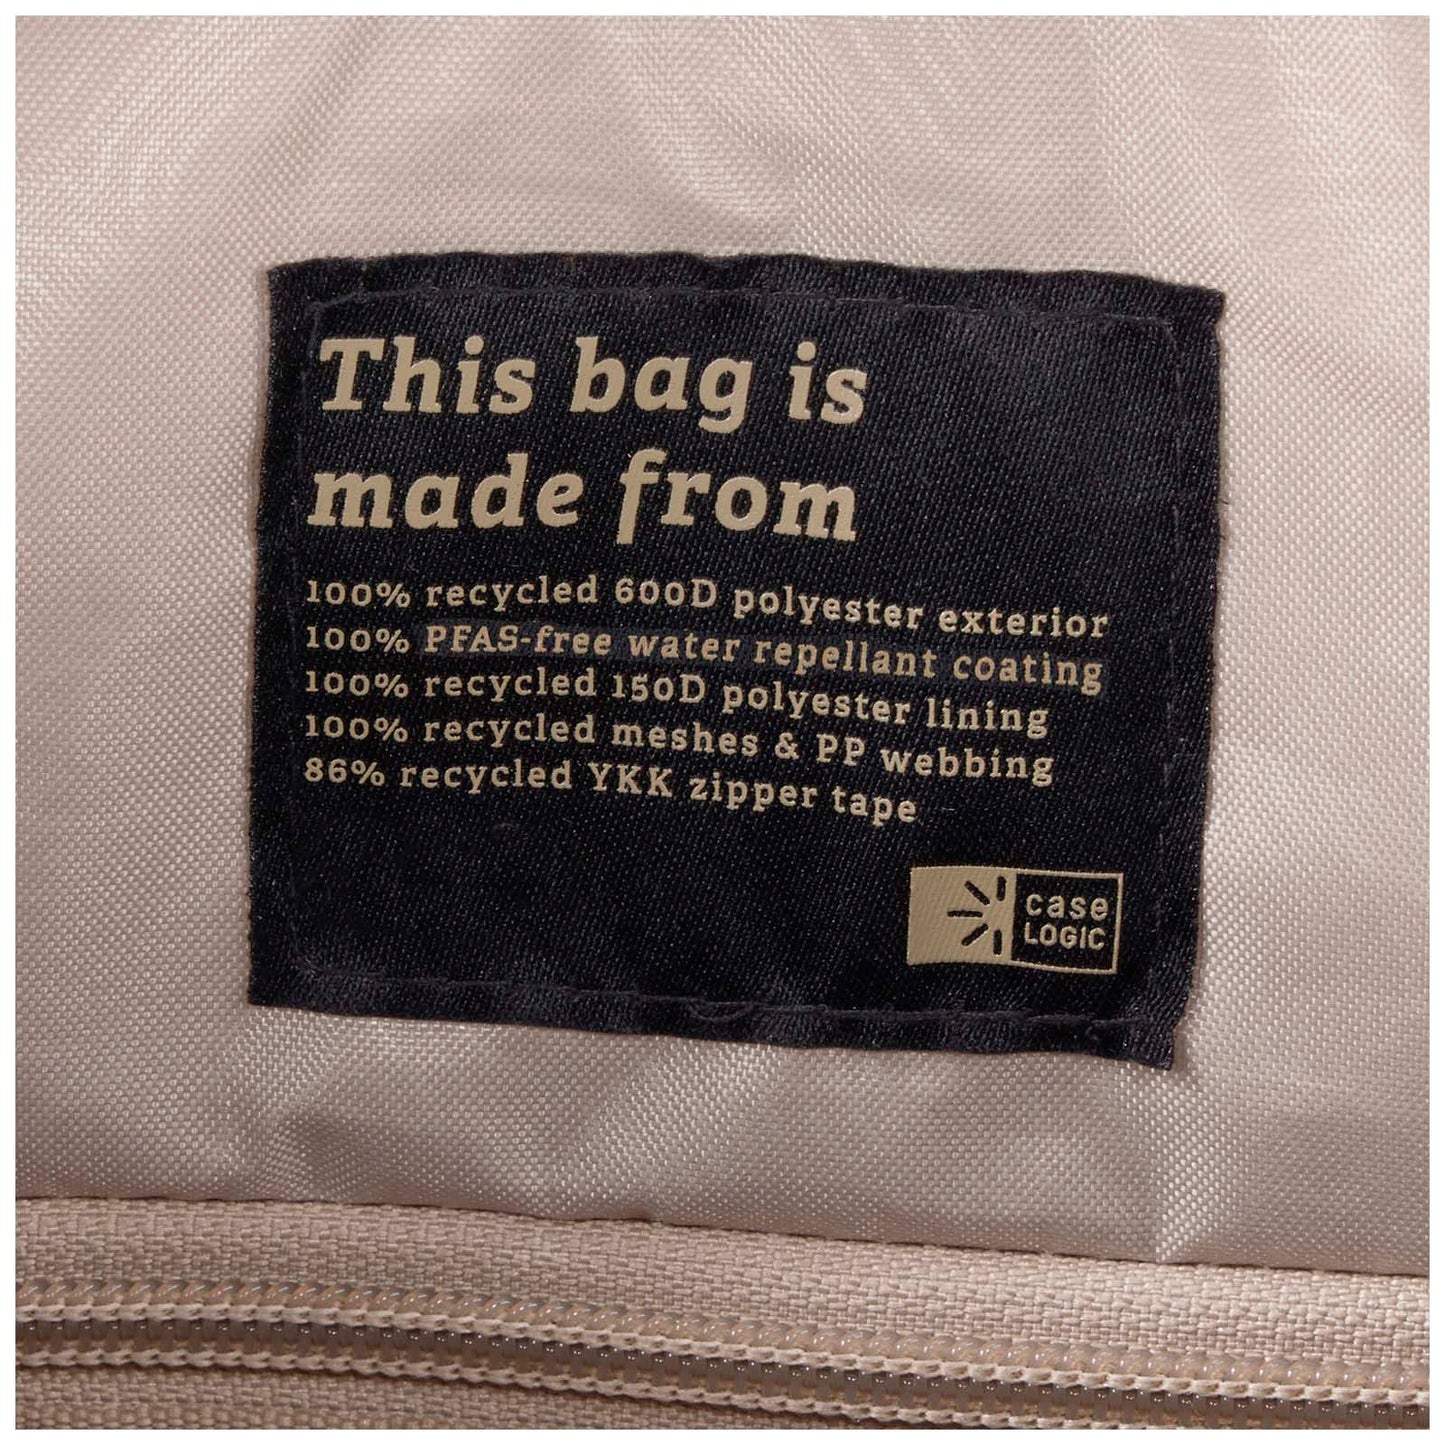 This bag is
made from
100% recycled 600D polyester exterior
100% PFAS-free water repellant coating
100% recycled 150D polyester lining
100% recycled meshes & PP webbing
86% recycled YKK zipper tape
case
LOGIC